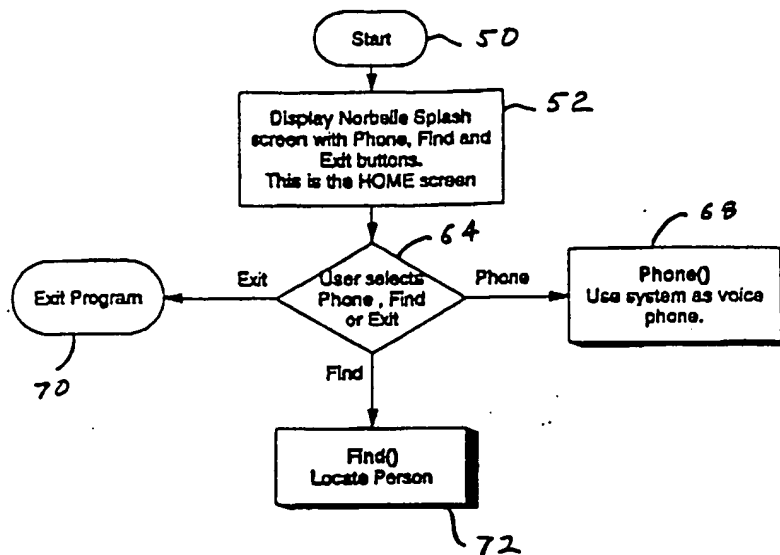 Start
50
Display Norbelle Splash
screen with Phone, Find and
Exit buttons.
This is the HOME screen
52
64
68
Exit Program
Exit
User selects
Phone , Find
or Exit
Phone
Phone()
Use system as voice
phone.
70
Find
Find()
Locate Person
72